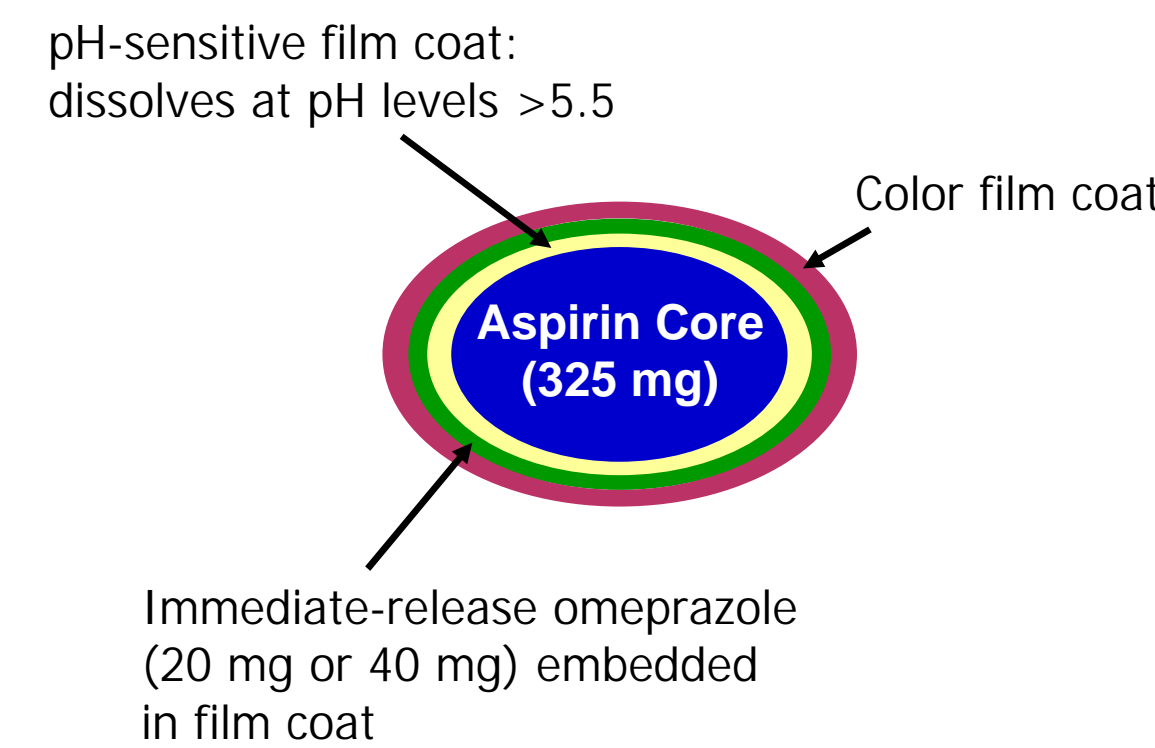 pH-sensitive film coat:
dissolves at pH levels >5.5
Color film coat
Aspirin Core
(325 mg)
Immediate-release omeprazole
(20 mg or 40 mg) embedded
in film coat